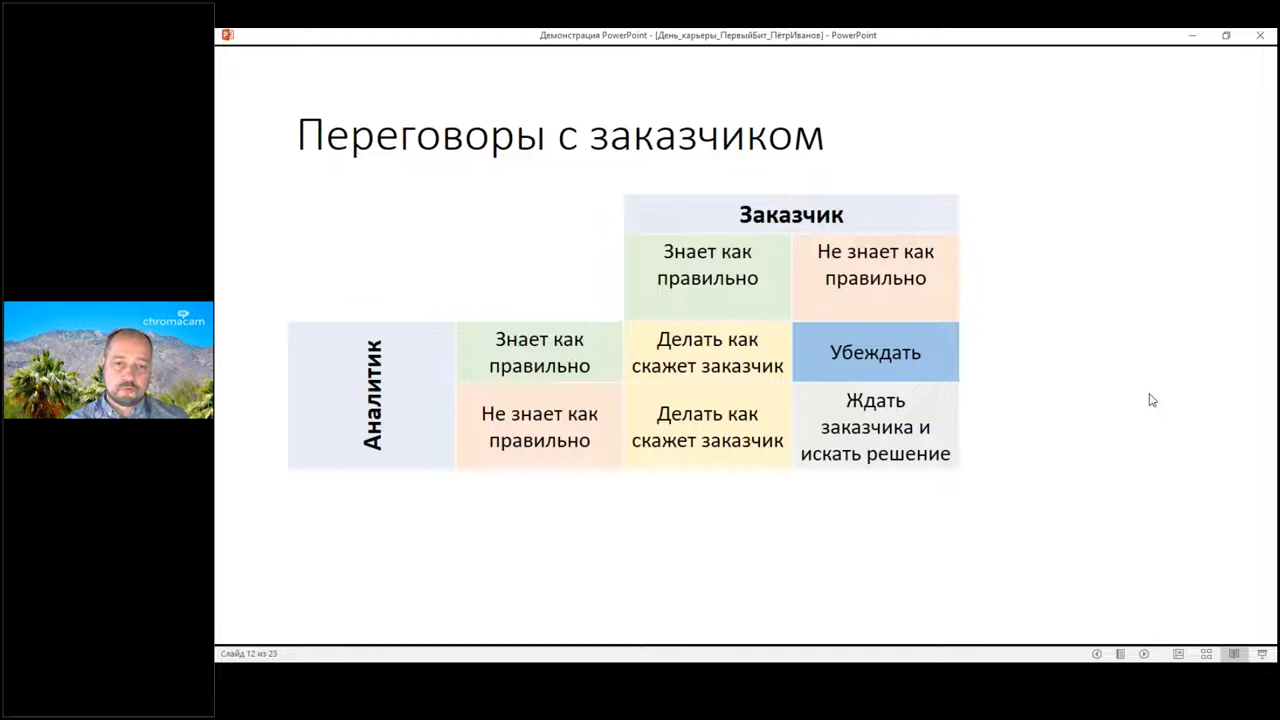 Демонстрация PowerPoint - [День_карьеры_ПервыйБит_ПётрИванов] - PowerPoint
Переговоры с заказчиком
Заказчик
Знает как
правильно
Не знает как
правильно
Аналитик
Знает как
правильно
Делать как
скажет заказчик
Убеждать
Не знает как
правильно
Делать как
скажет заказчик
Ждать
заказчика и
искать решение
chromacam
Слайд 12 из 23